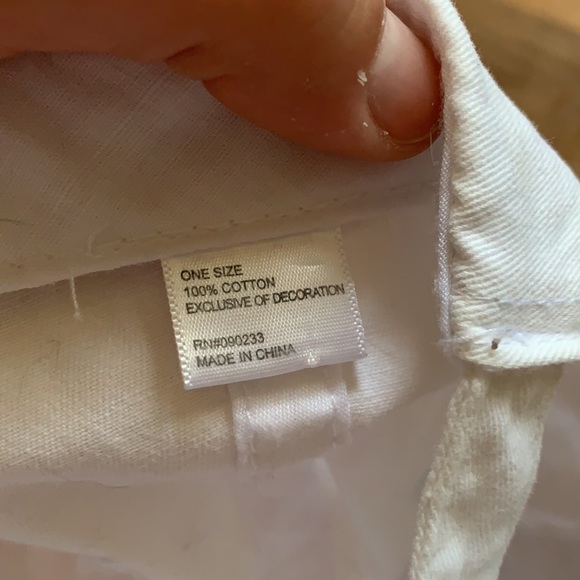 ONE SIZE
100% COTTON
EXCLUSIVE OF DECORATION
RN#090233
MADE IN CHINA